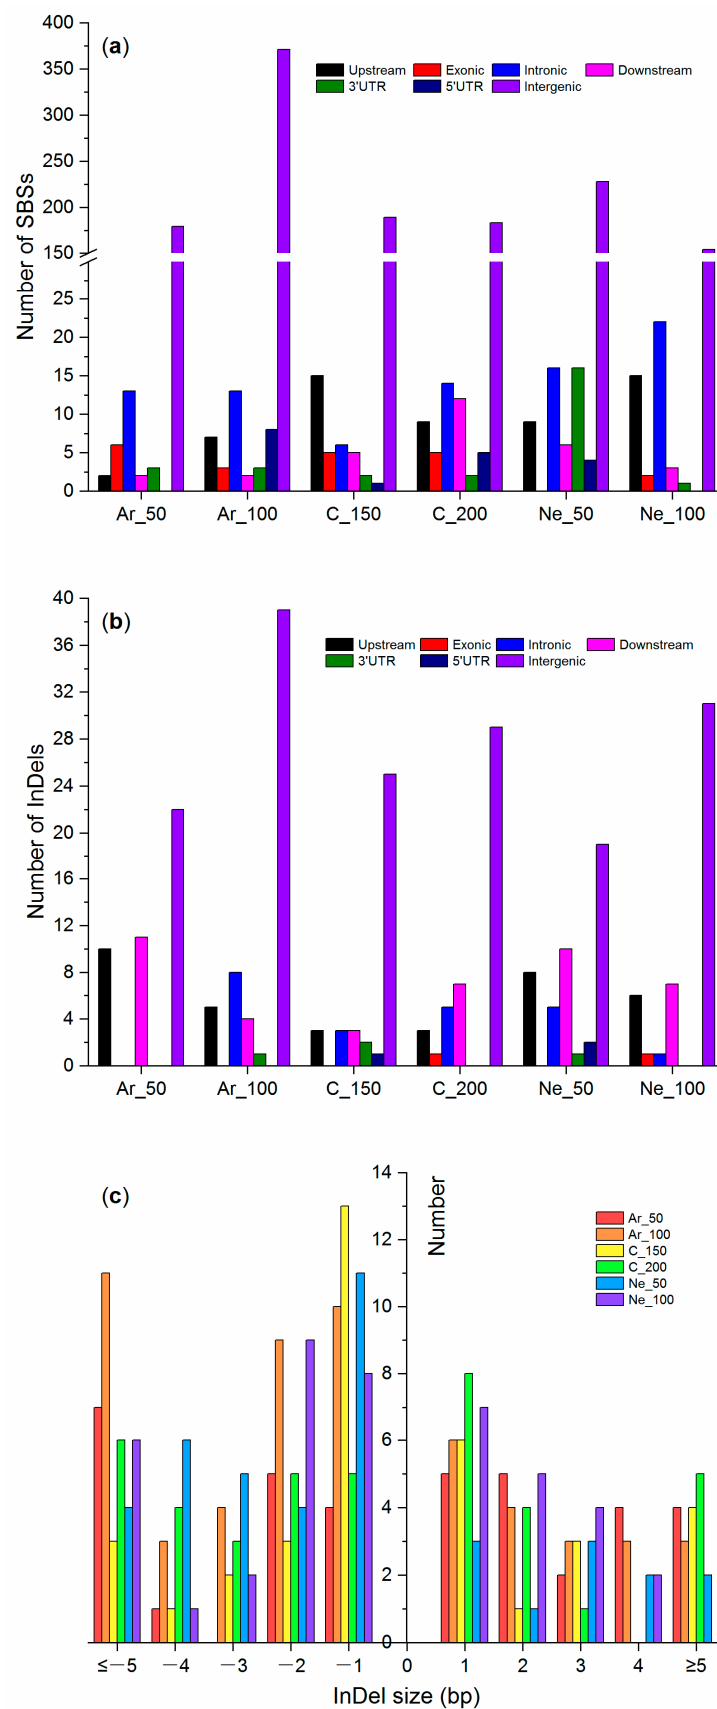 (a)
400
350
300
250
200
150
25
20
15
10
5
0
Number of SBSs
Upstream Exonic Intronic Downstream
3'UTR 5'UTR Intergenic
Ar_50 Ar_100 C_150 C_200 Ne_50 Ne_100
(b)
40
36
32
28
24
20
16
12
8
4
0
Number of InDels
Upstream Exonic Intronic Downstream
3'UTR 5'UTR Intergenic
Ar_50 Ar_100 C_150 C_200 Ne_50 Ne_100
(c)
14
12
10
8
6
4
2
0
Number
Ar_50
Ar_100
C_150
C_200
Ne_50
Ne_100
≤−5 −4 −3 −2 −1 0 1 2 3 4 ≥5
InDel size (bp)